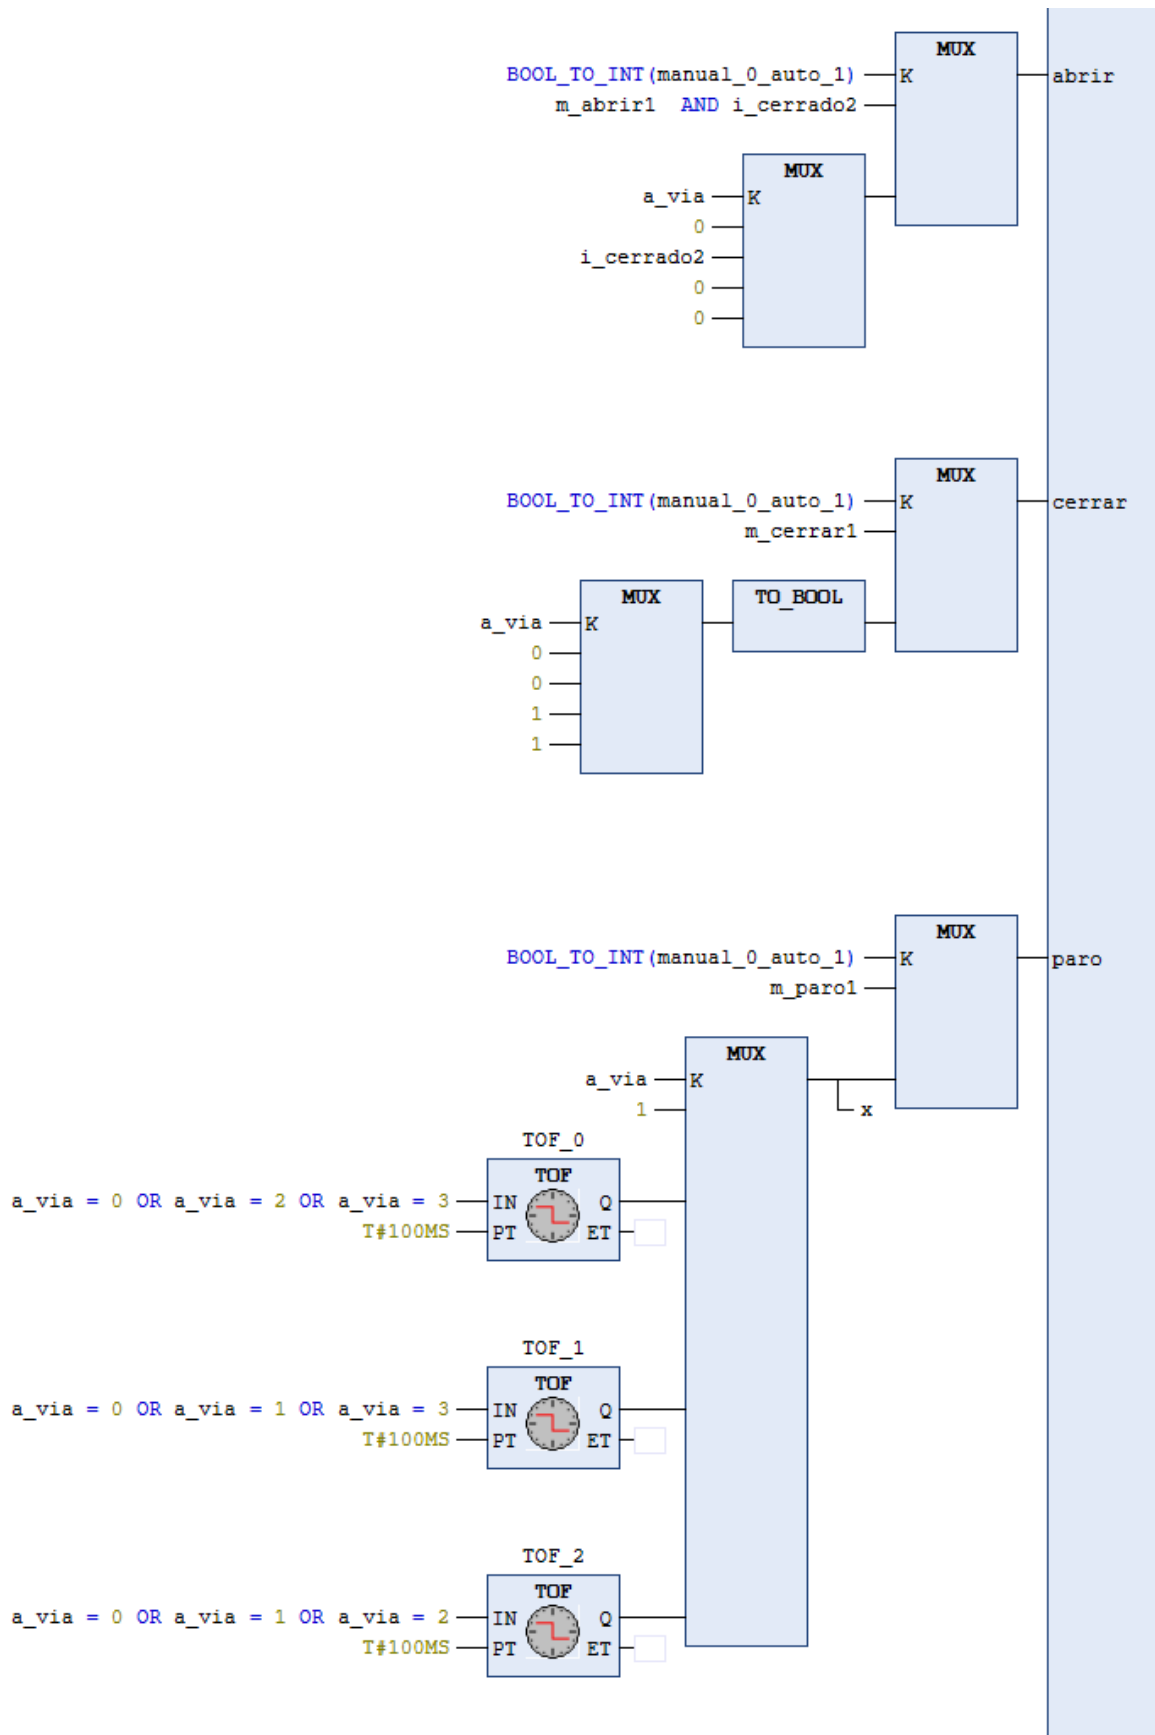 MUX
BOOL_TO_INT(manual_0_auto_1) K abrir
m_abrir1 AND i_cerrado2
MUX
a_via K
0
i_cerrado2
0
0
MUX
BOOL_TO_INT(manual_0_auto_1) K cerrar
m_cerrar1
MUX TO_BOOL
a_via K
0
0
1
1
MUX
BOOL_TO_INT(manual_0_auto_1) K paro
m_paro1
MUX
a_via K
1 x
TOF_0
TOF
a_via = 0 OR a_via = 2 OR a_via = 3 IN Q
T#100MS PT ET
TOF_1
TOF
a_via = 0 OR a_via = 1 OR a_via = 3 IN Q
T#100MS PT ET
TOF_2
TOF
a_via = 0 OR a_via = 1 OR a_via = 2 IN Q
T#100MS PT ET